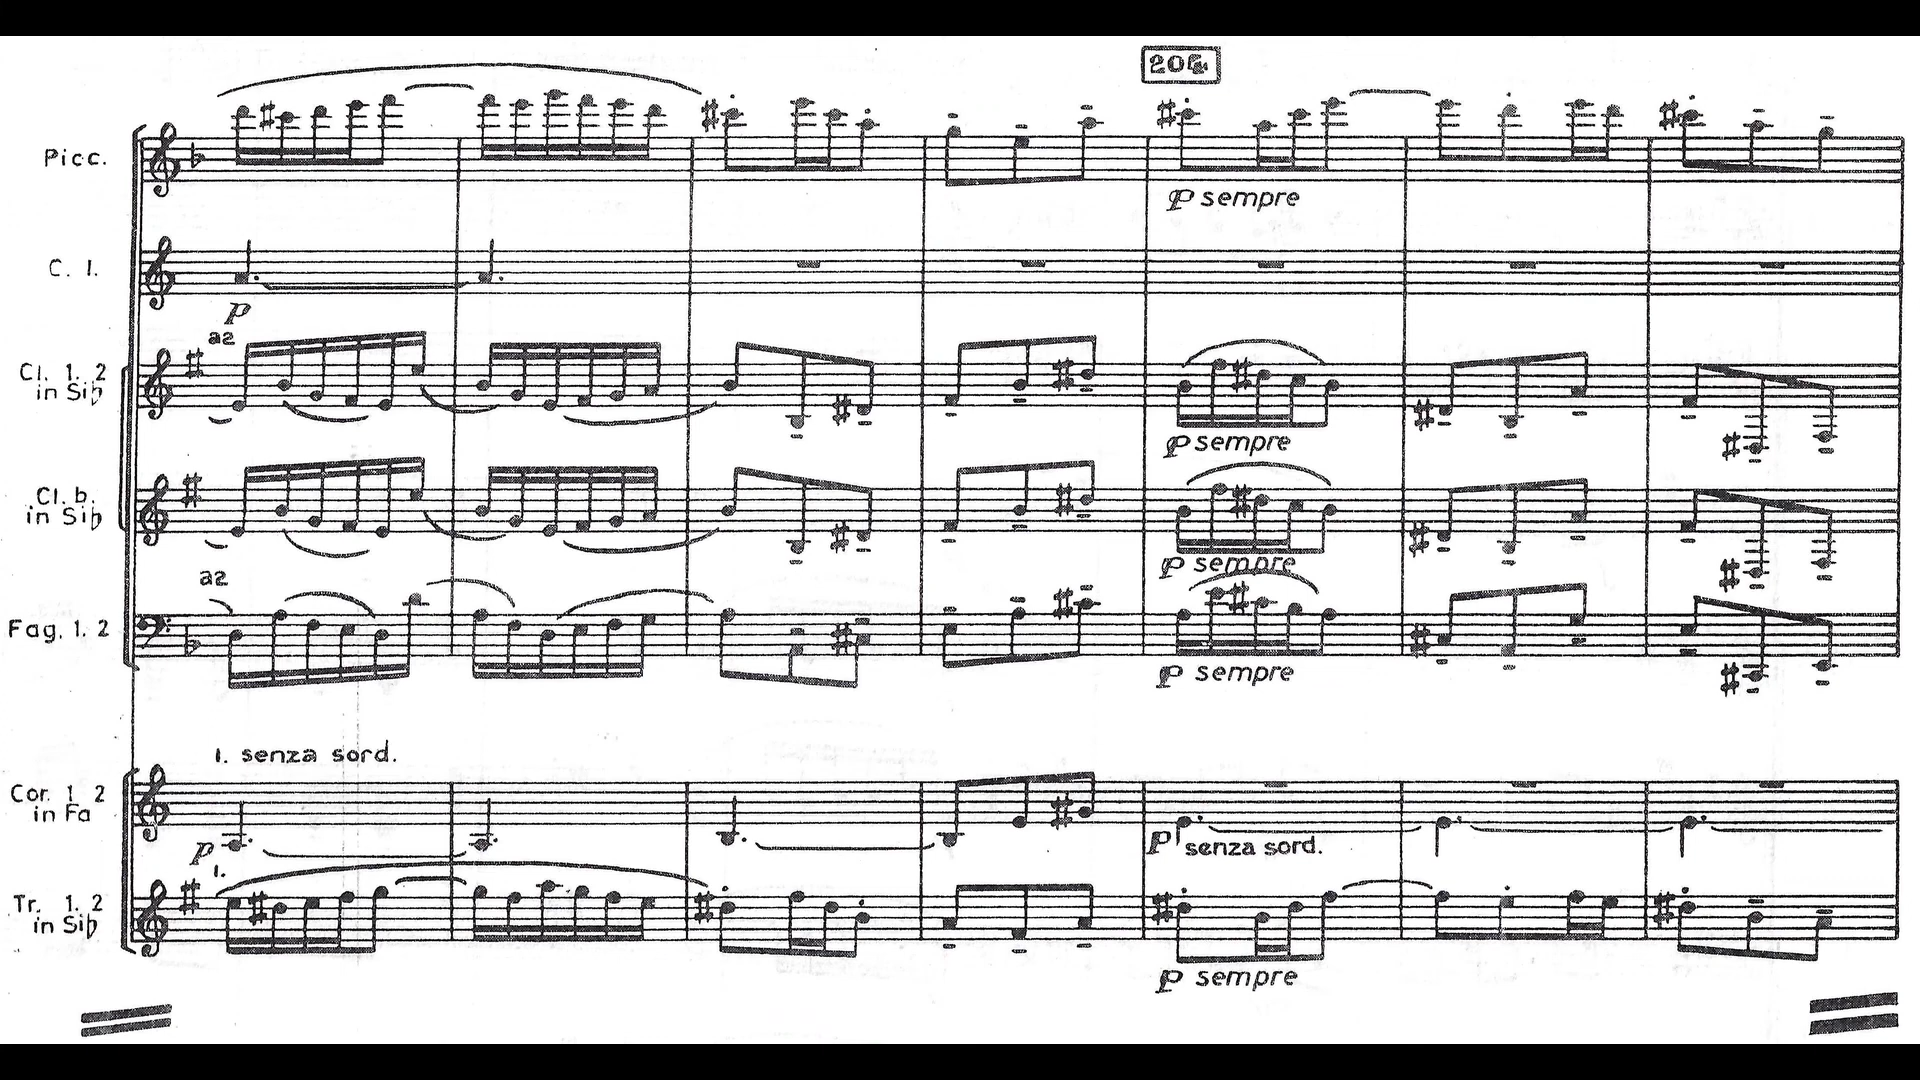 204
Picc.
p sempre
C. I.
p
a2
Cl. 1. 2
in Si♭
p sempre
Cl. b.
in Si♭
p sempre
a2
Fag. 1. 2
p sempre
1. senza sord.
Cor. 1 2
in Fa
p
p senza sord.
1.
Tr. 1. 2
in Si♭
p sempre